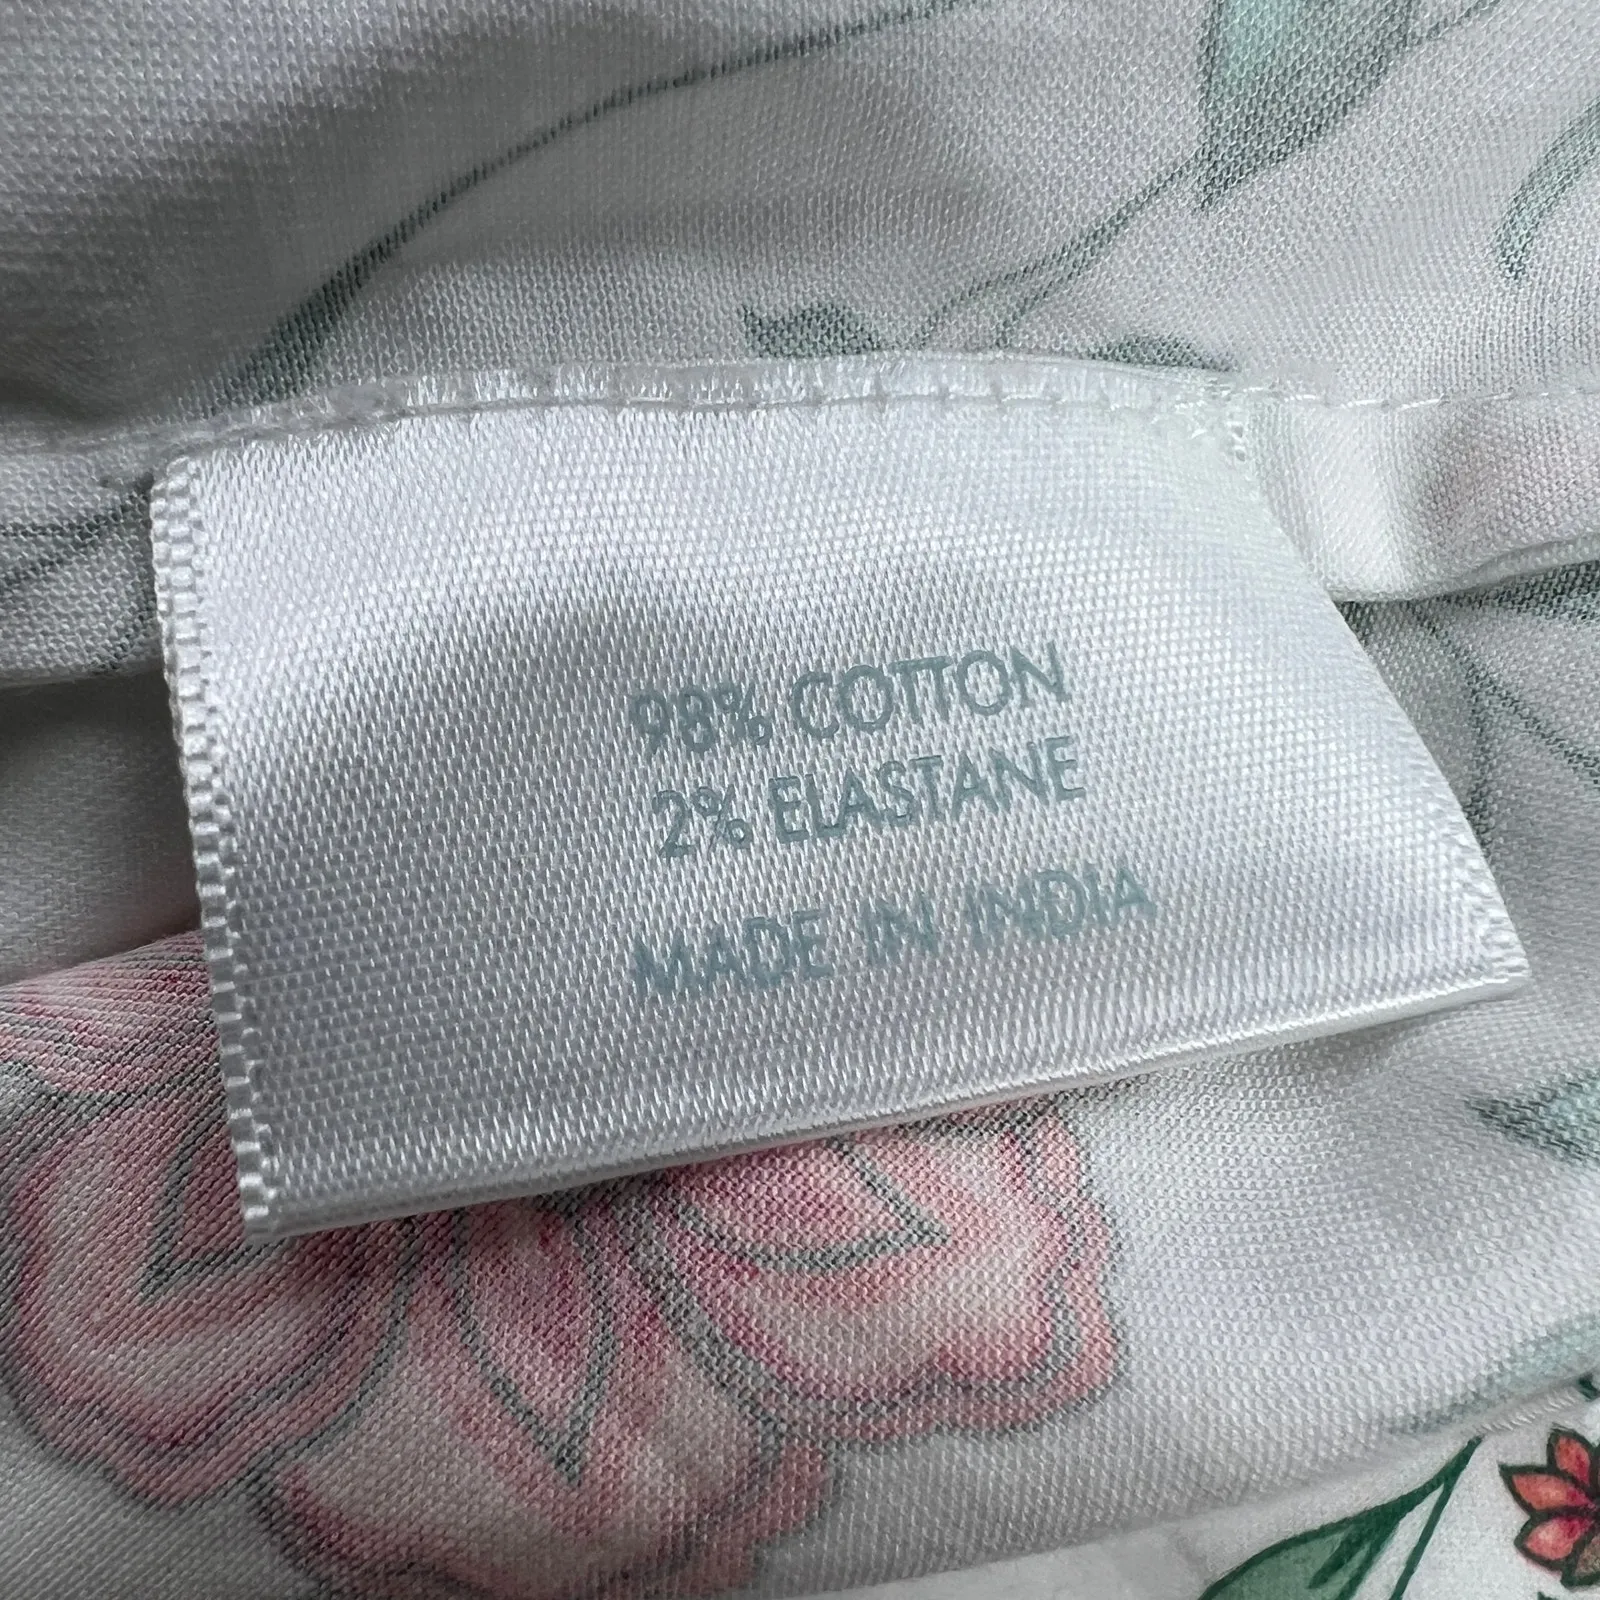 98% COTTON
2% ELASTANE
MADE IN INDIA